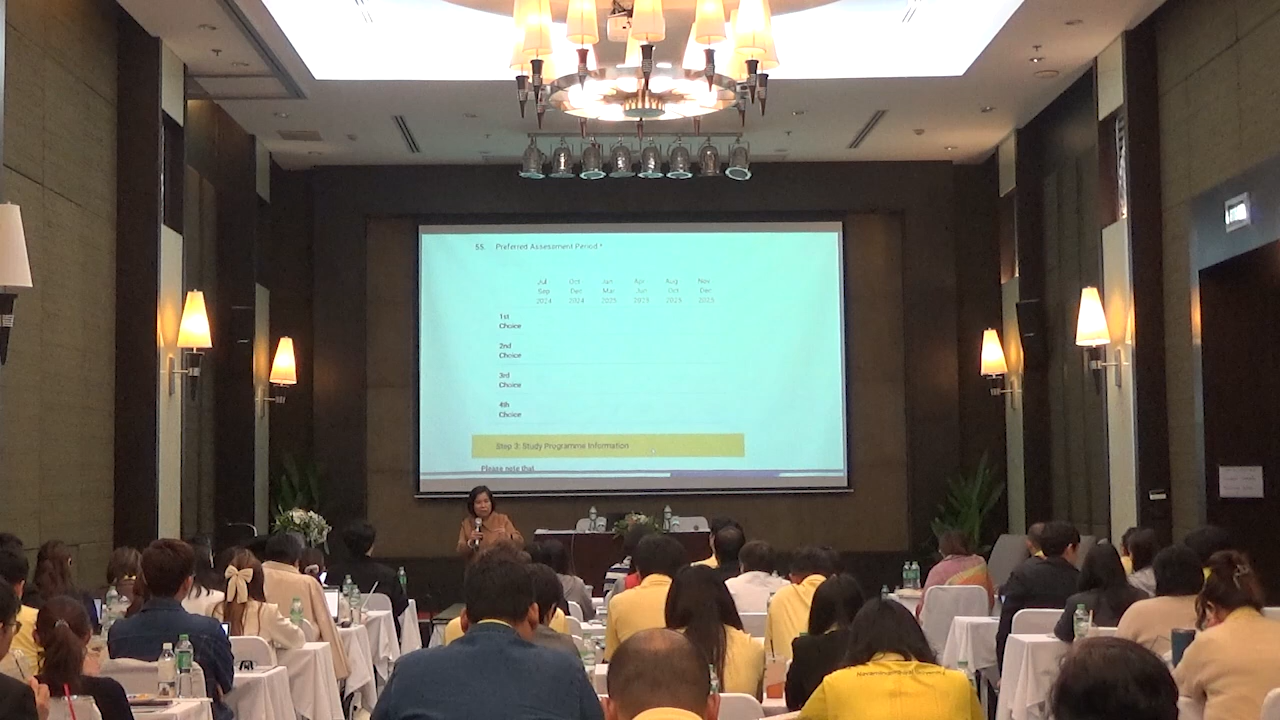 55. Preferred Assessment Period *
Jul Oct Jan Apr Aug Nov
Sep Dec Mar Jun Oct Dec
2024 2024 2025 2025 2025 2025
1st
Choice
2nd
Choice
3rd
Choice
4th
Choice
Step 3: Study Programme Information
Please note that